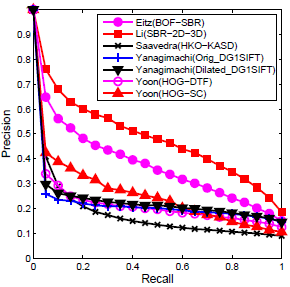 Eitz(BOF-SBR)
Li(SBR-2D-3D)
Saavedra(HKO-KASD)
Yanagimachi(Orig_DG1SIFT)
Yanagimachi(Dilated_DG1SIFT)
Yoon(HOG-DTF)
Yoon(HOG-SC)
1
0.9
0.8
0.7
0.6
0.5
0.4
0.3
0.2
0.1
0
Precision
0
0.2
0.4
0.6
0.8
1
Recall